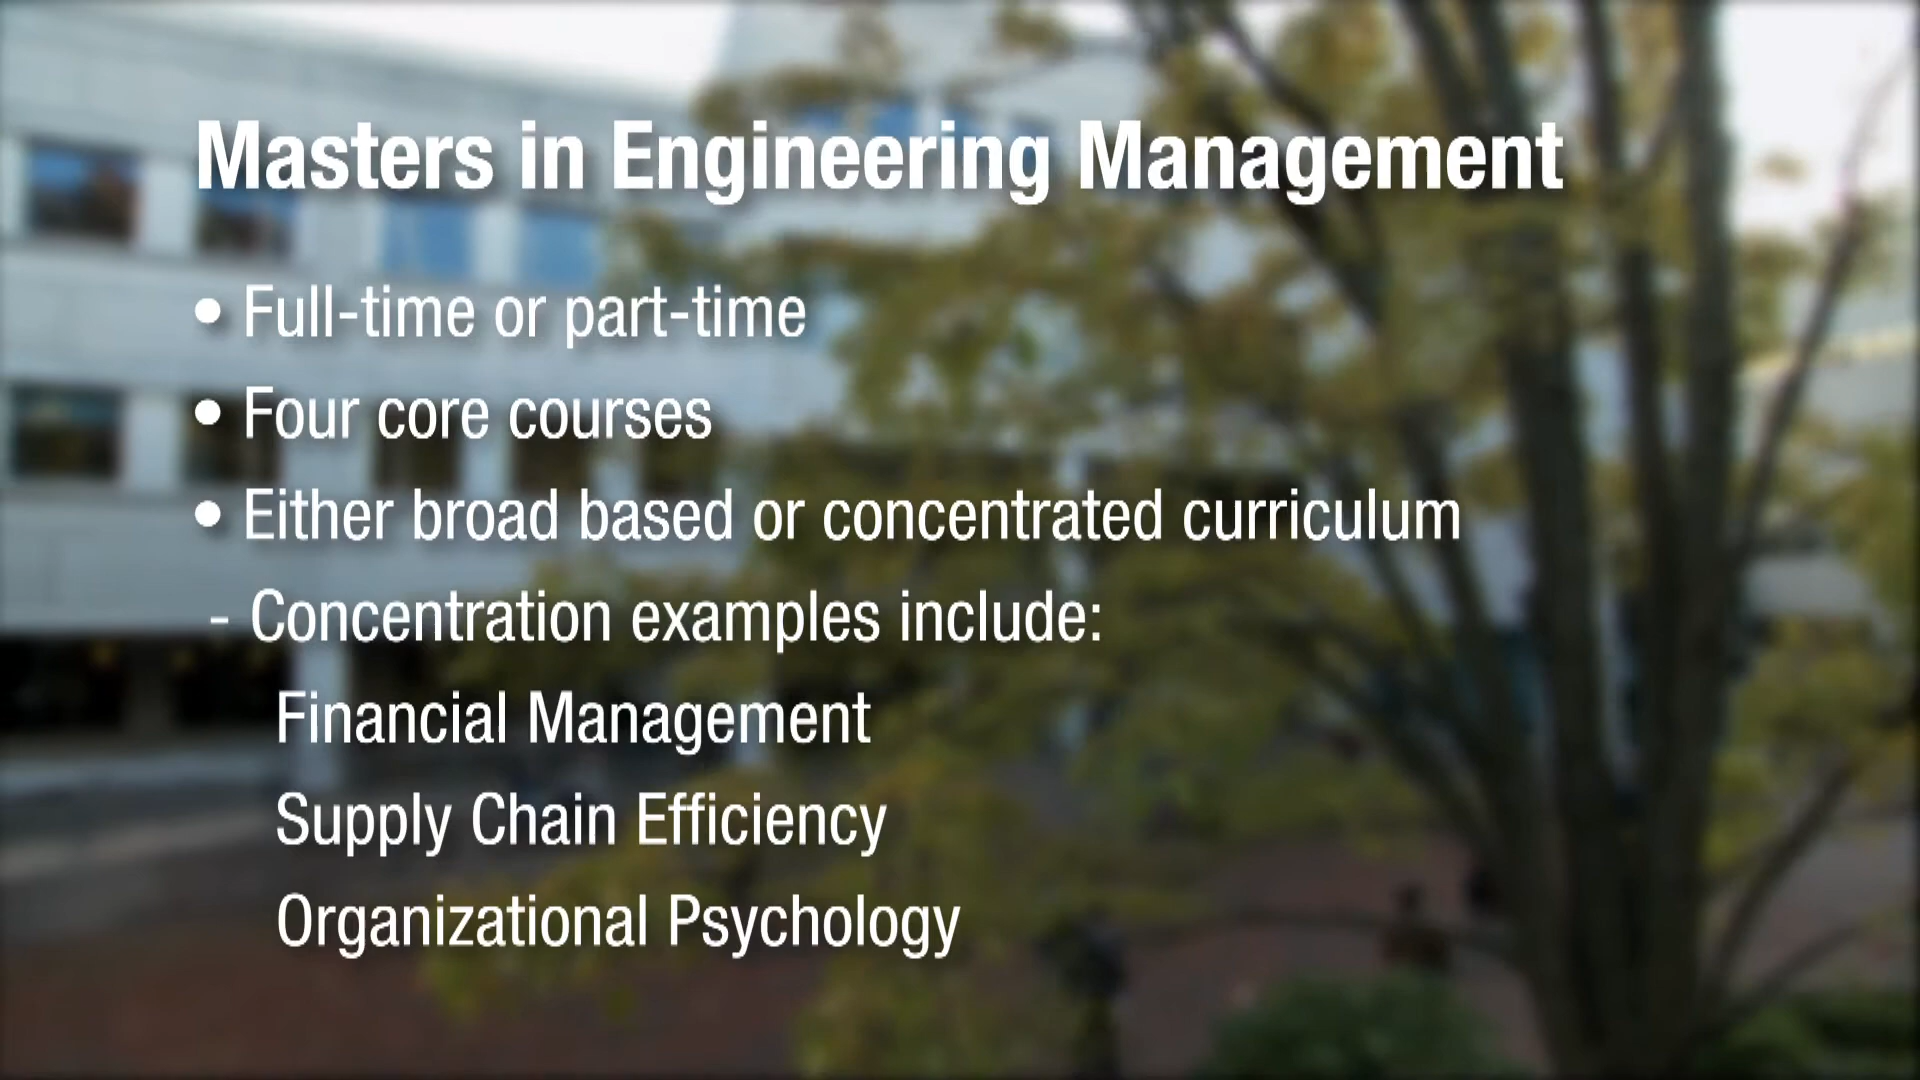 Masters in Engineering Management
• Full-time or part-time
• Four core courses
• Either broad based or concentrated curriculum
- Concentration examples include:
Financial Management
Supply Chain Efficiency
Organizational Psychology